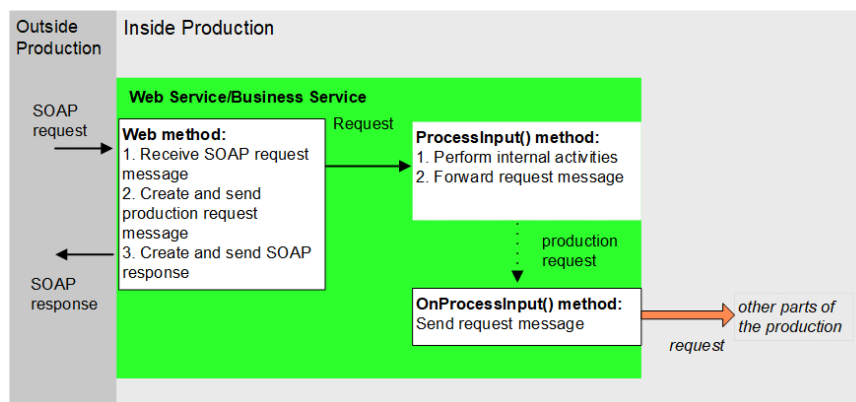 Outside
Production
Inside Production
Web Service/Business Service
SOAP
request
Web method:
1. Receive SOAP request
message
2. Create and send
production request
message
3. Create and send SOAP
response
Request
ProcessInput() method:
1. Perform internal activities
2. Forward request message
production
request
SOAP
response
OnProcessInput() method:
Send request message
request
other parts of
the production